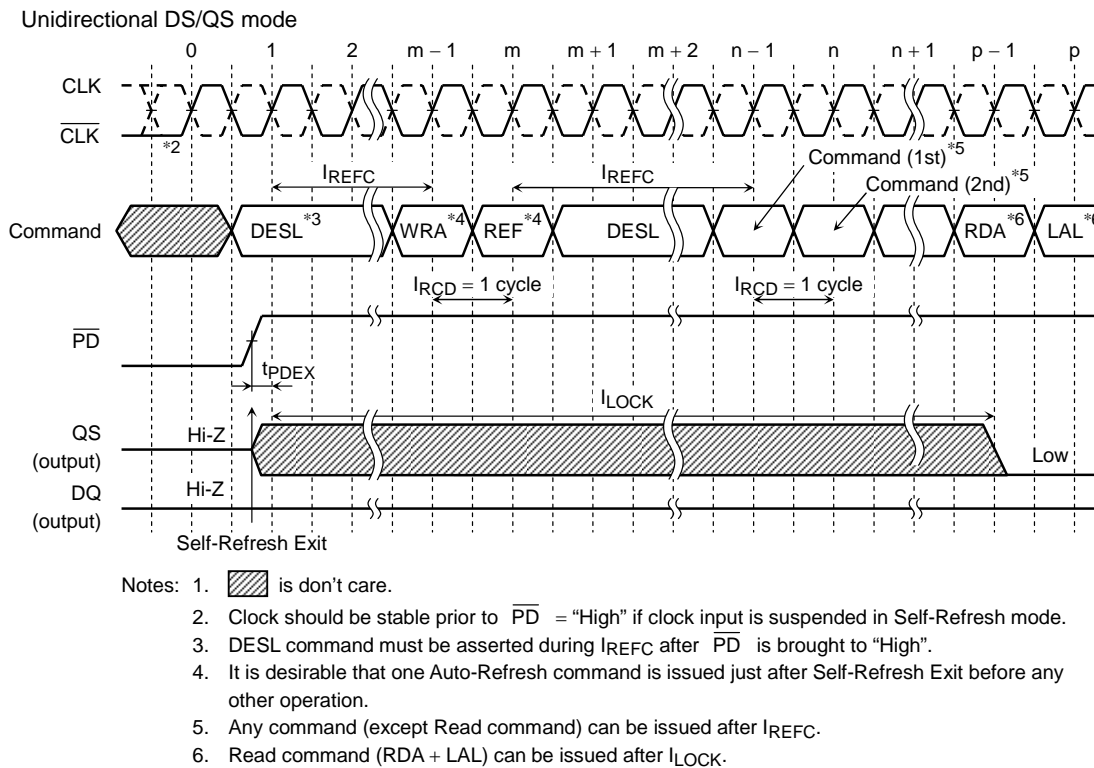 Unidirectional DS/QS mode
0 1 2 m − 1 m m + 1 m + 2 n − 1 n n + 1 p − 1 p
CLK
CLK
*2
Command (1st)*5
IREFC IREFC
Command (2nd)*5
Command DESL*3 WRA*4 REF*4 DESL RDA*6 LAL*6
IRCD = 1 cycle IRCD = 1 cycle
PD
tPDEX
ILOCK
QS
(output)
Hi-Z
Low
DQ
(output)
Hi-Z
Self-Refresh Exit
Notes: 1. is don't care.
2. Clock should be stable prior to PD = “High” if clock input is suspended in Self-Refresh mode.
3. DESL command must be asserted during IREFC after PD is brought to “High”.
4. It is desirable that one Auto-Refresh command is issued just after Self-Refresh Exit before any
other operation.
5. Any command (except Read command) can be issued after IREFC.
6. Read command (RDA + LAL) can be issued after ILOCK.